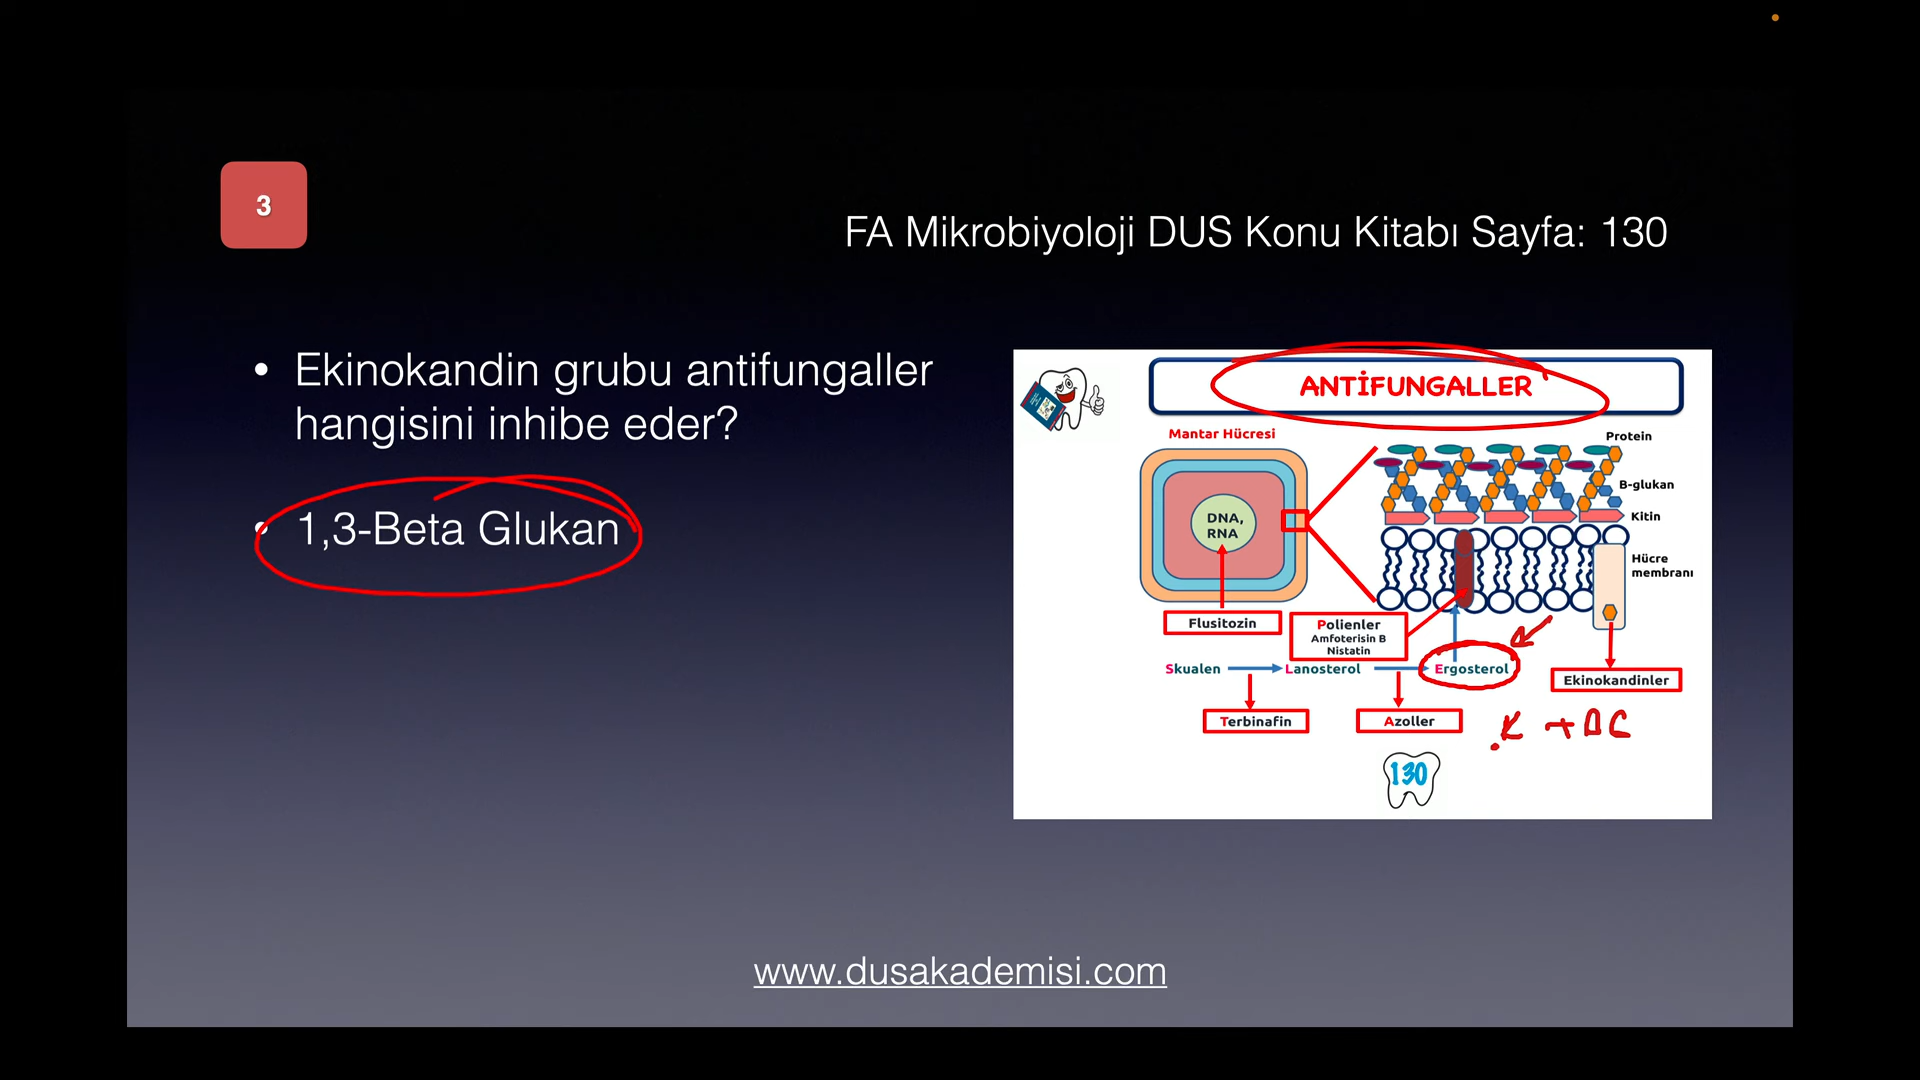 3
FA Mikrobiyoloji DUS Konu Kitabı Sayfa: 130
• Ekinokandin grubu antifungaller
hangisini inhibe eder?
• 1,3-Beta Glukan
ANTİFUNGALLER
Mantar Hücresi
Protein
B-glukan
Kitin
DNA,
RNA
Hücre
membranı
Flusitozin
Polienler
Amfoterisin B
Nistatin
Skualen
Lanosterol
Ergosterol
Ekinokandinler
Terbinafin
Azoller
130
www.dusakademisi.com